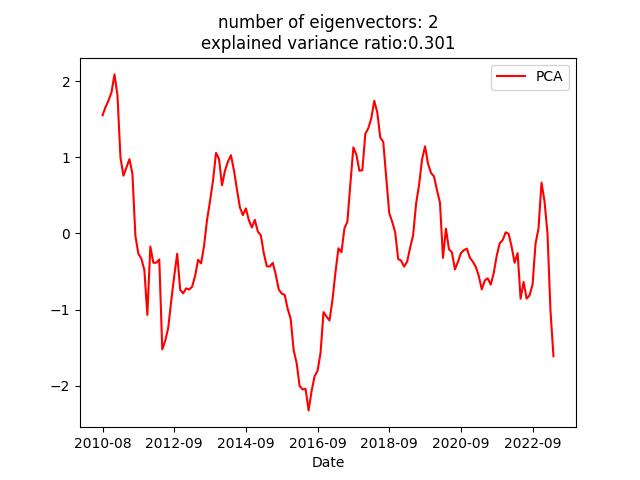 number of eigenvectors: 2
explained variance ratio:0.301
PCA
2
1
0
−1
−2
2010-08 2012-09 2014-09 2016-09 2018-09 2020-09 2022-09
Date